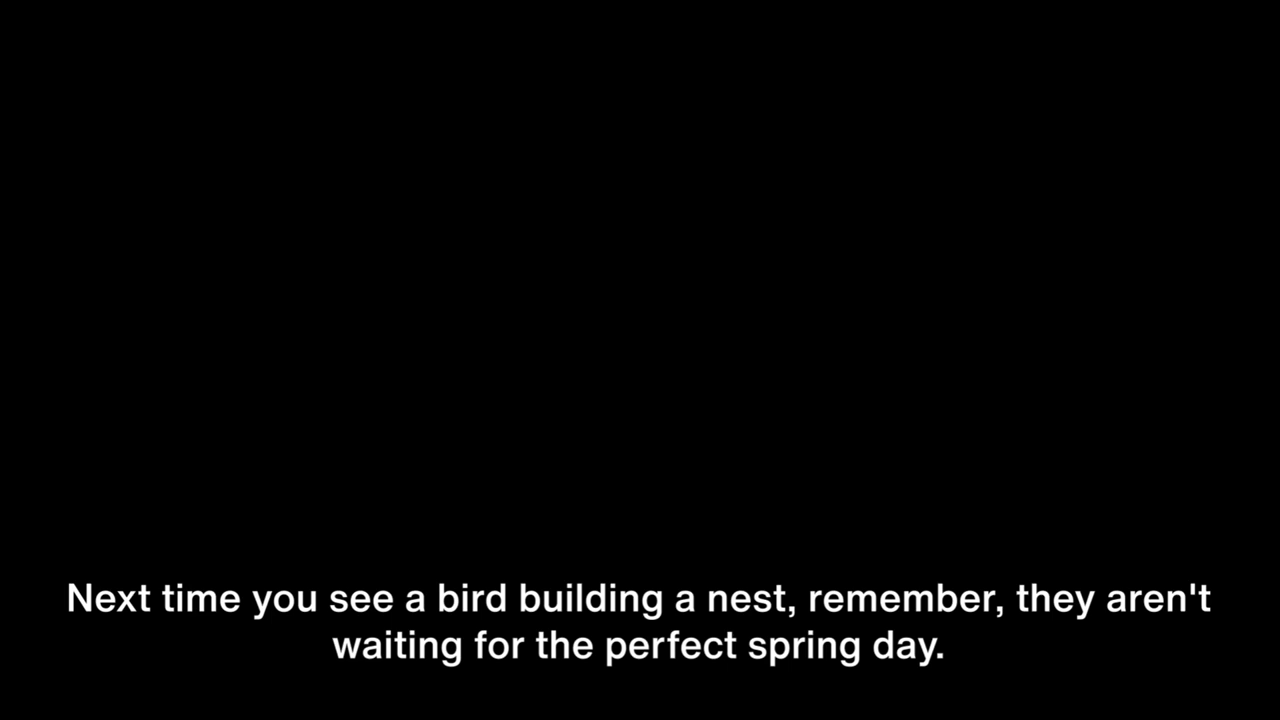 Next time you see a bird building a nest, remember, they aren't
waiting for the perfect spring day.